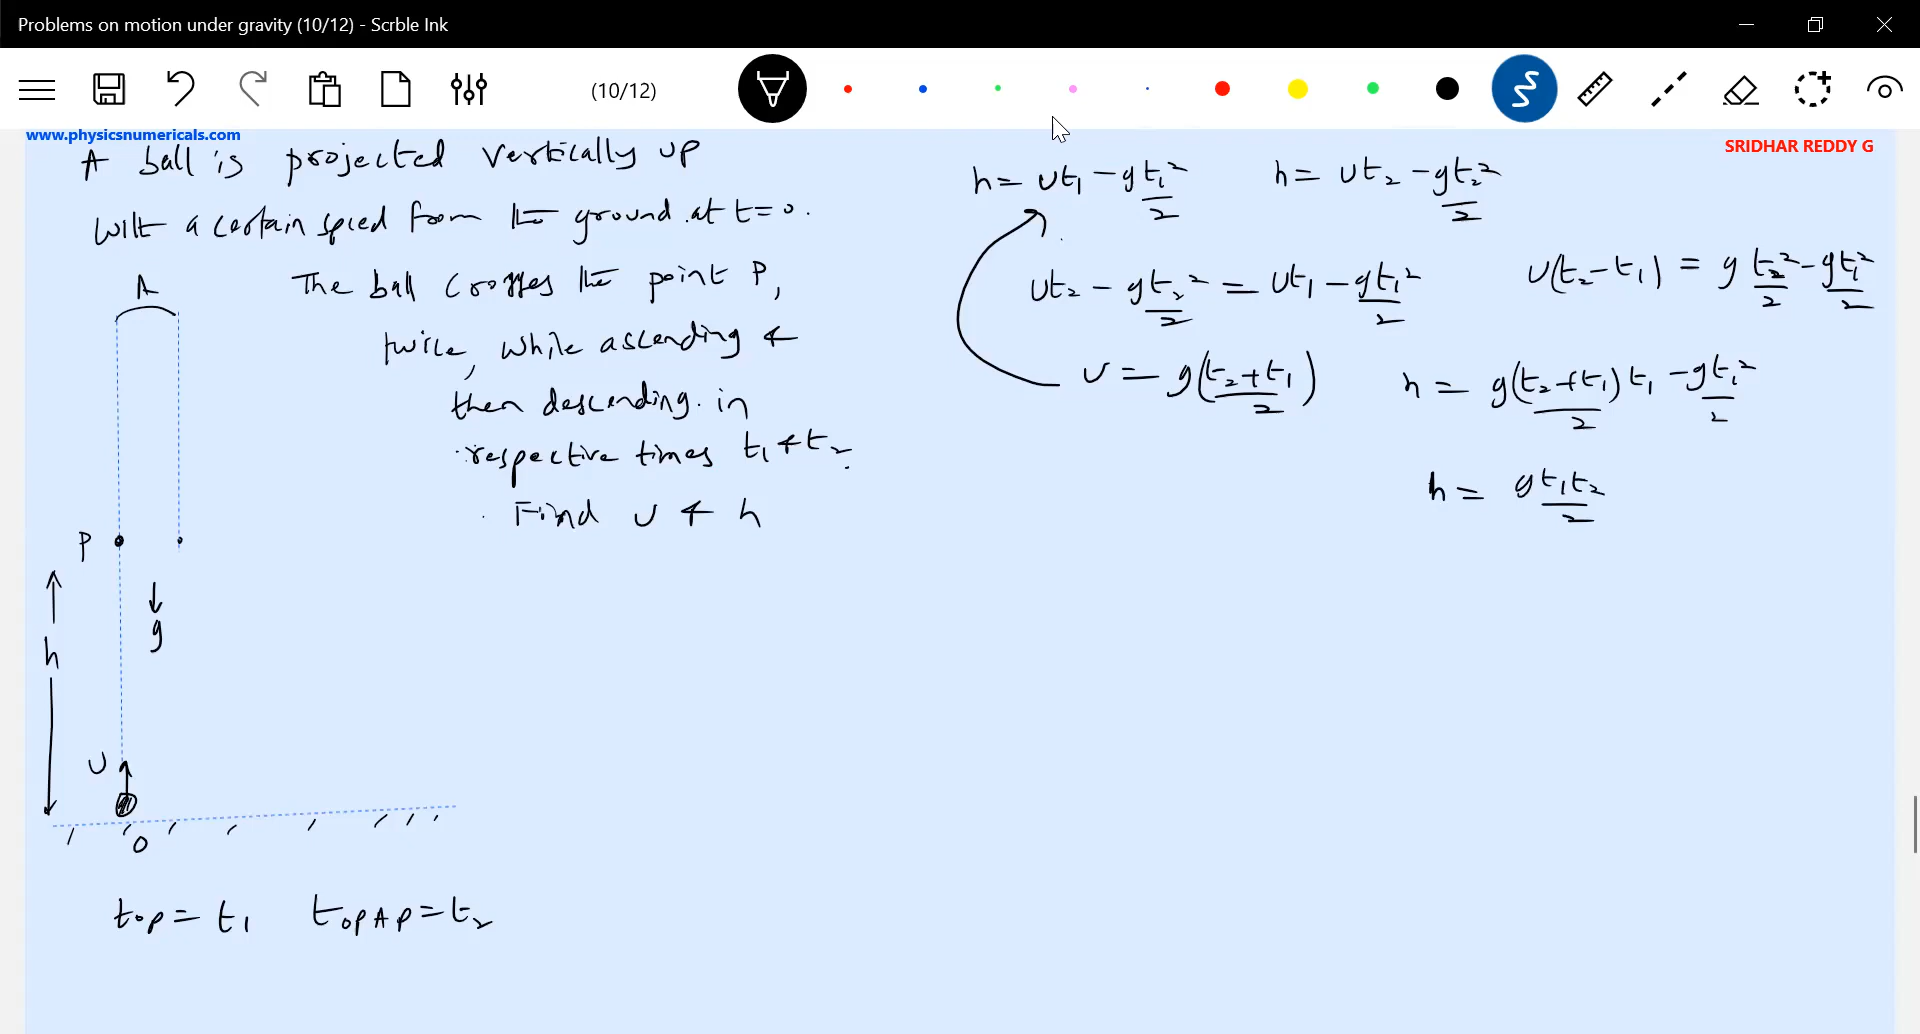 Problems on motion under gravity (10/12) - Scrble Ink
(10/12)
www.physicsnumericals.com
SRIDHAR REDDY G
A ball is projected vertically up
with a certain speed from the ground at t=0.
The ball crosses the point P,
twice, while ascending &
then descending in
respective times t₁ & t₂.
Find u & h
A
P
g
h
u
O
t_OP = t₁ t_OPAP = t₂
h = ut₁ - gt₁²/2 h = ut₂ - gt₂²/2
ut₂ - gt₂²/2 = ut₁ - gt₁²/2 u(t₂-t₁) = g t₂²/2 - gt₁²/2
u = g(t₂+t₁)/2 h = g(t₂+t₁)/2 t₁ - gt₁²/2
h = gt₁t₂/2